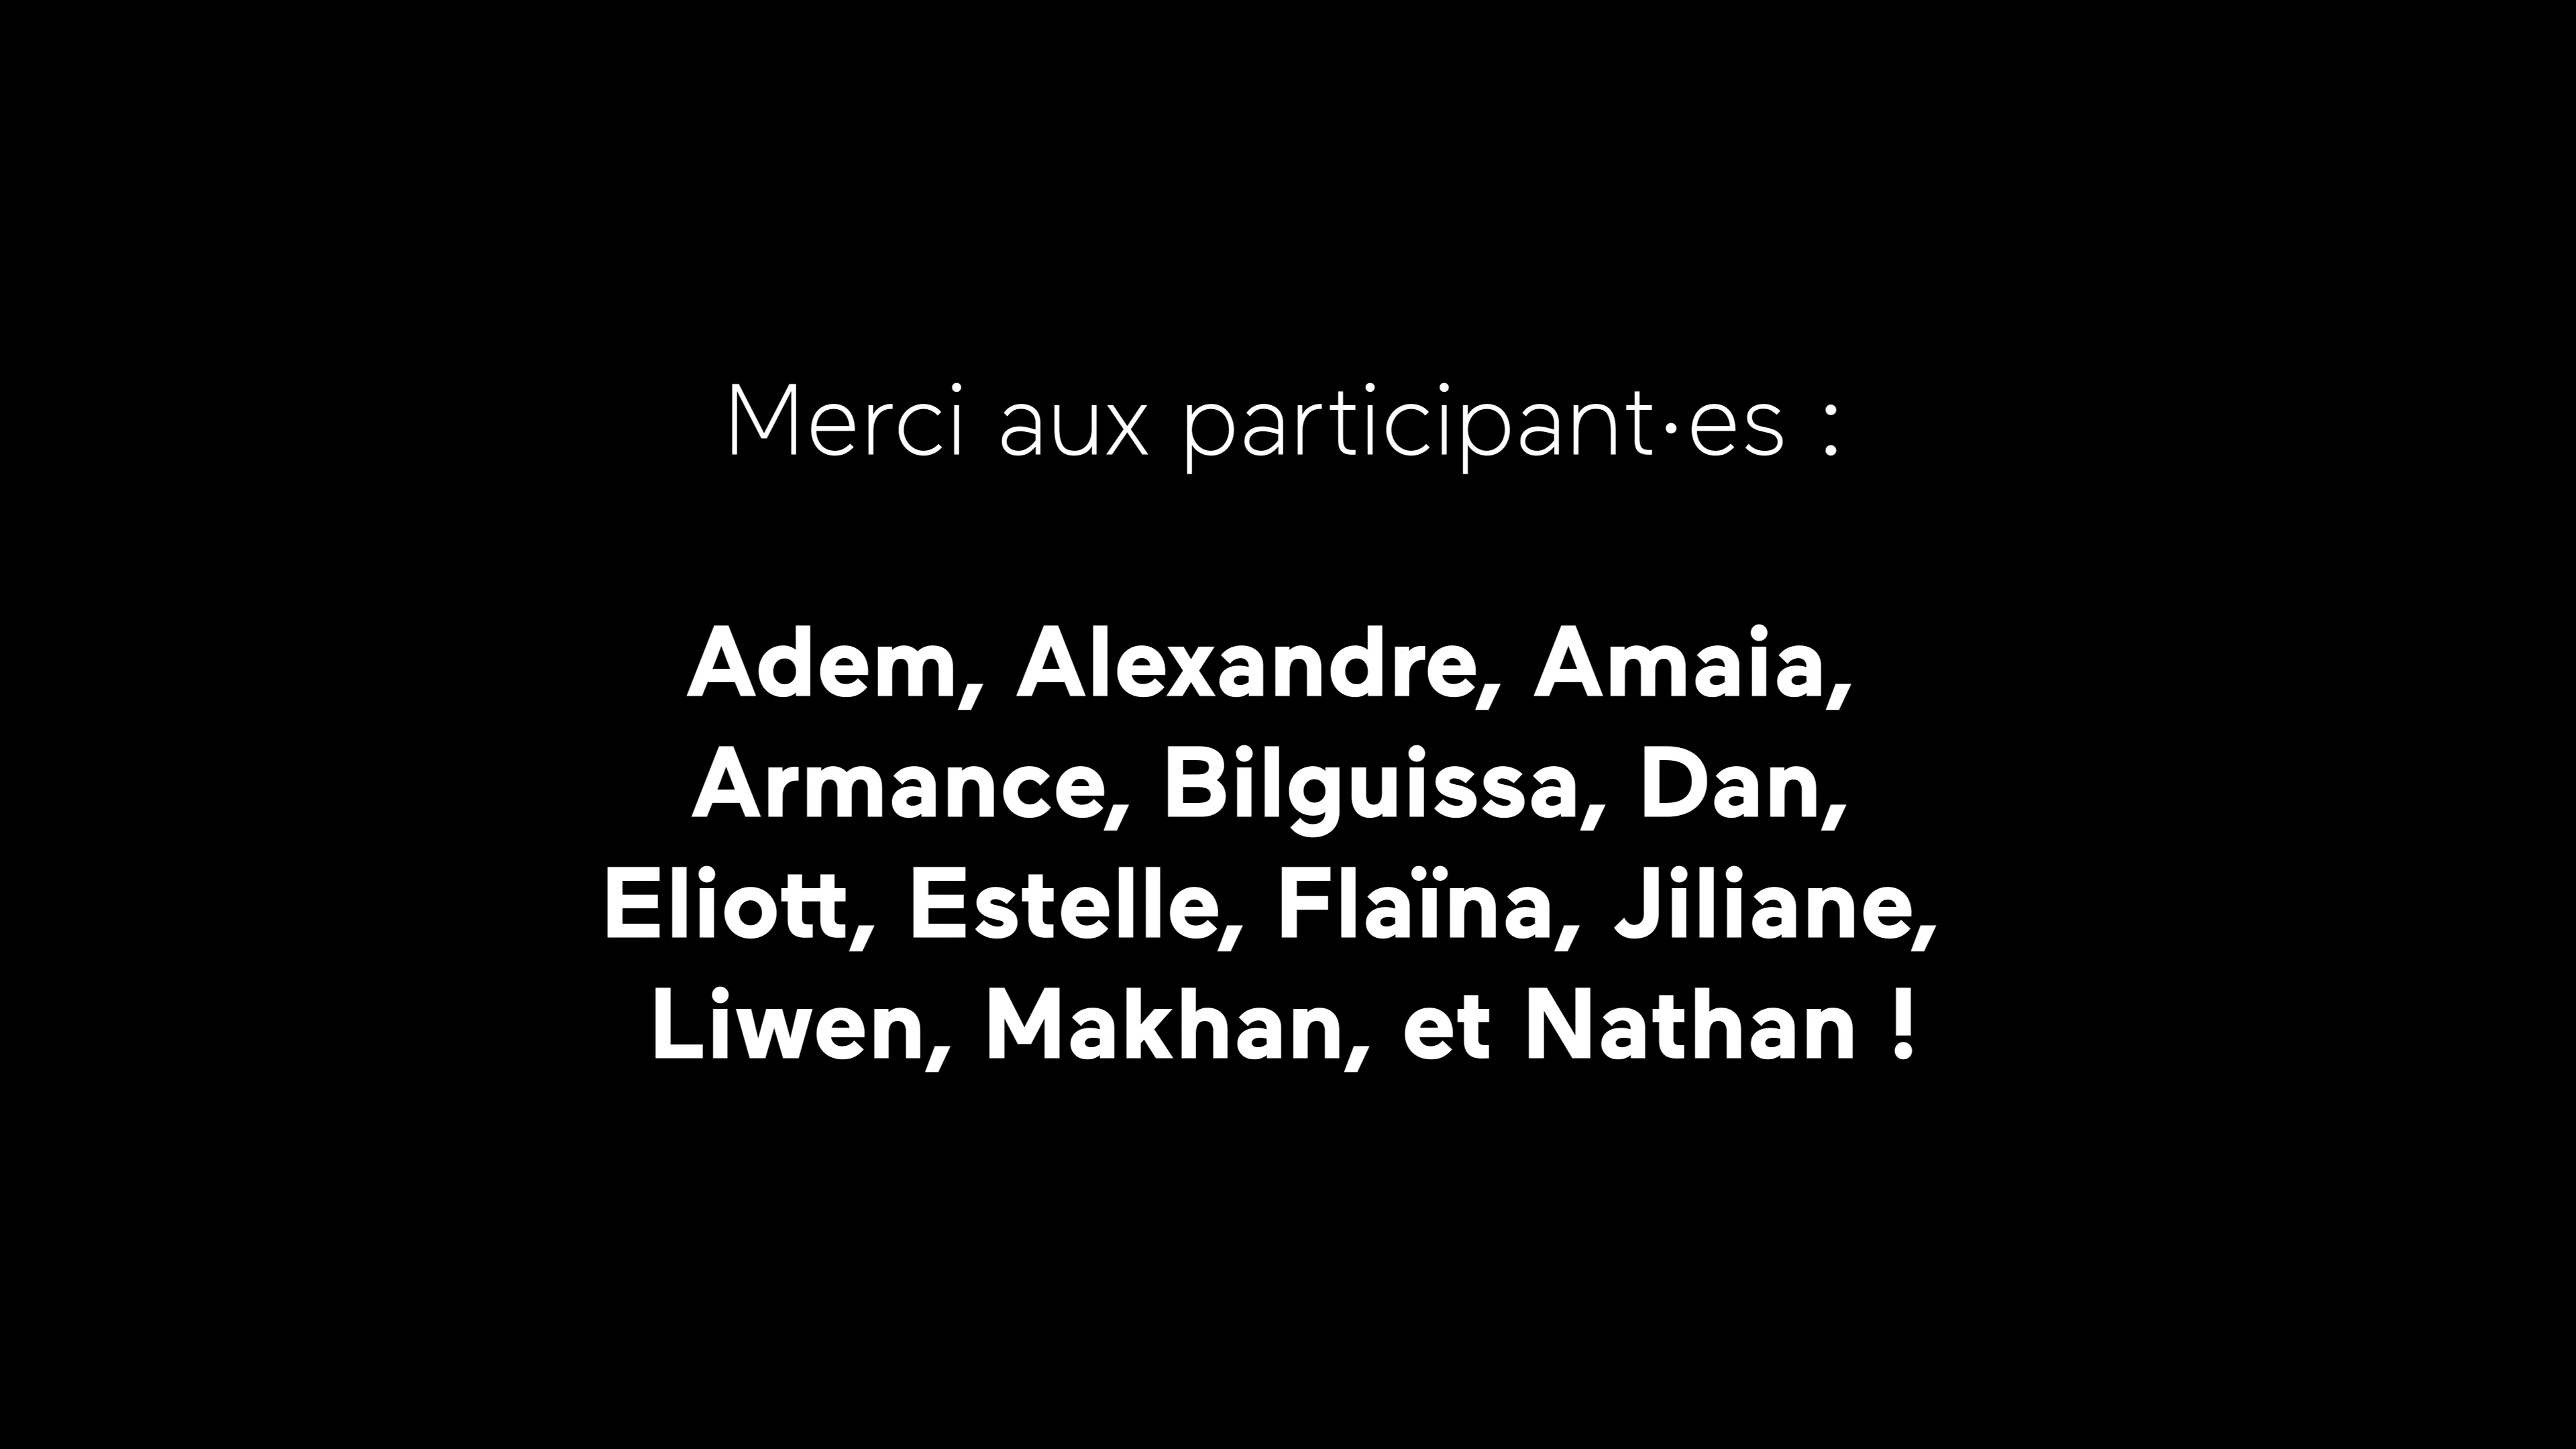 Merci aux participant·es :
Adem, Alexandre, Amaia,
Armance, Bilguissa, Dan,
Eliott, Estelle, Flaïna, Jiliane,
Liwen, Makhan, et Nathan !